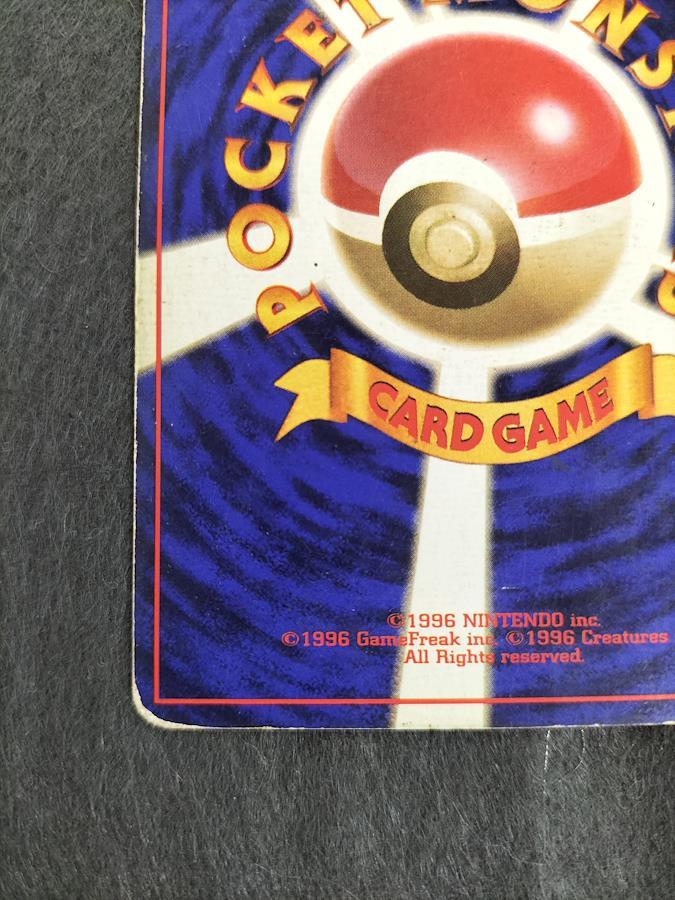 POCKET MONS
CARD GAME
©1996 NINTENDO inc.
©1996 GameFreak inc. ©1996 Creatures
All Rights reserved.